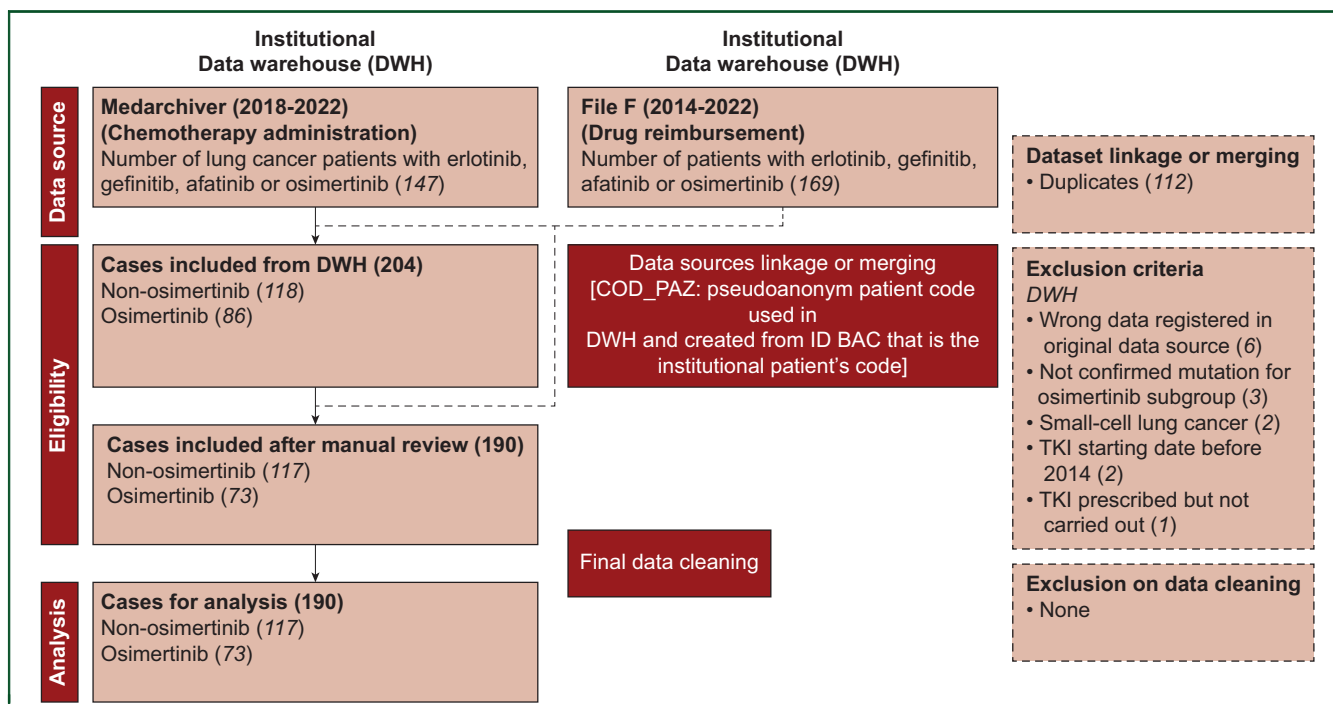 Institutional
Data warehouse (DWH)
Institutional
Data warehouse (DWH)
Data source
Medarchiver (2018-2022)
(Chemotherapy administration)
Number of lung cancer patients with erlotinib,
gefinitib, afatinib or osimertinib (147)
File F (2014-2022)
(Drug reimbursement)
Number of patients with erlotinib, gefinitib,
afatinib or osimertinib (169)
Dataset linkage or merging
• Duplicates (112)
Eligibility
Cases included from DWH (204)
Non-osimertinib (118)
Osimertinib (86)
Data sources linkage or merging
[COD_PAZ: pseudoanonym patient code
used in
DWH and created from ID BAC that is the
institutional patient's code]
Exclusion criteria
DWH
• Wrong data registered in
original data source (6)
• Not confirmed mutation for
osimertinib subgroup (3)
• Small-cell lung cancer (2)
• TKI starting date before
2014 (2)
• TKI prescribed but not
carried out (1)
Cases included after manual review (190)
Non-osimertinib (117)
Osimertinib (73)
Final data cleaning
Analysis
Cases for analysis (190)
Non-osimertinib (117)
Osimertinib (73)
Exclusion on data cleaning
• None